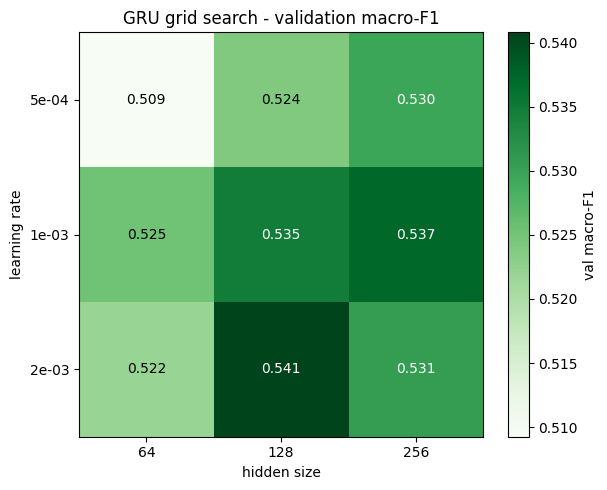 GRU grid search - validation macro-F1
5e-04
0.509
0.524
0.530
1e-03
0.525
0.535
0.537
2e-03
0.522
0.541
0.531
64
128
256
hidden size
learning rate
0.540
0.535
0.530
0.525
0.520
0.515
0.510
val macro-F1